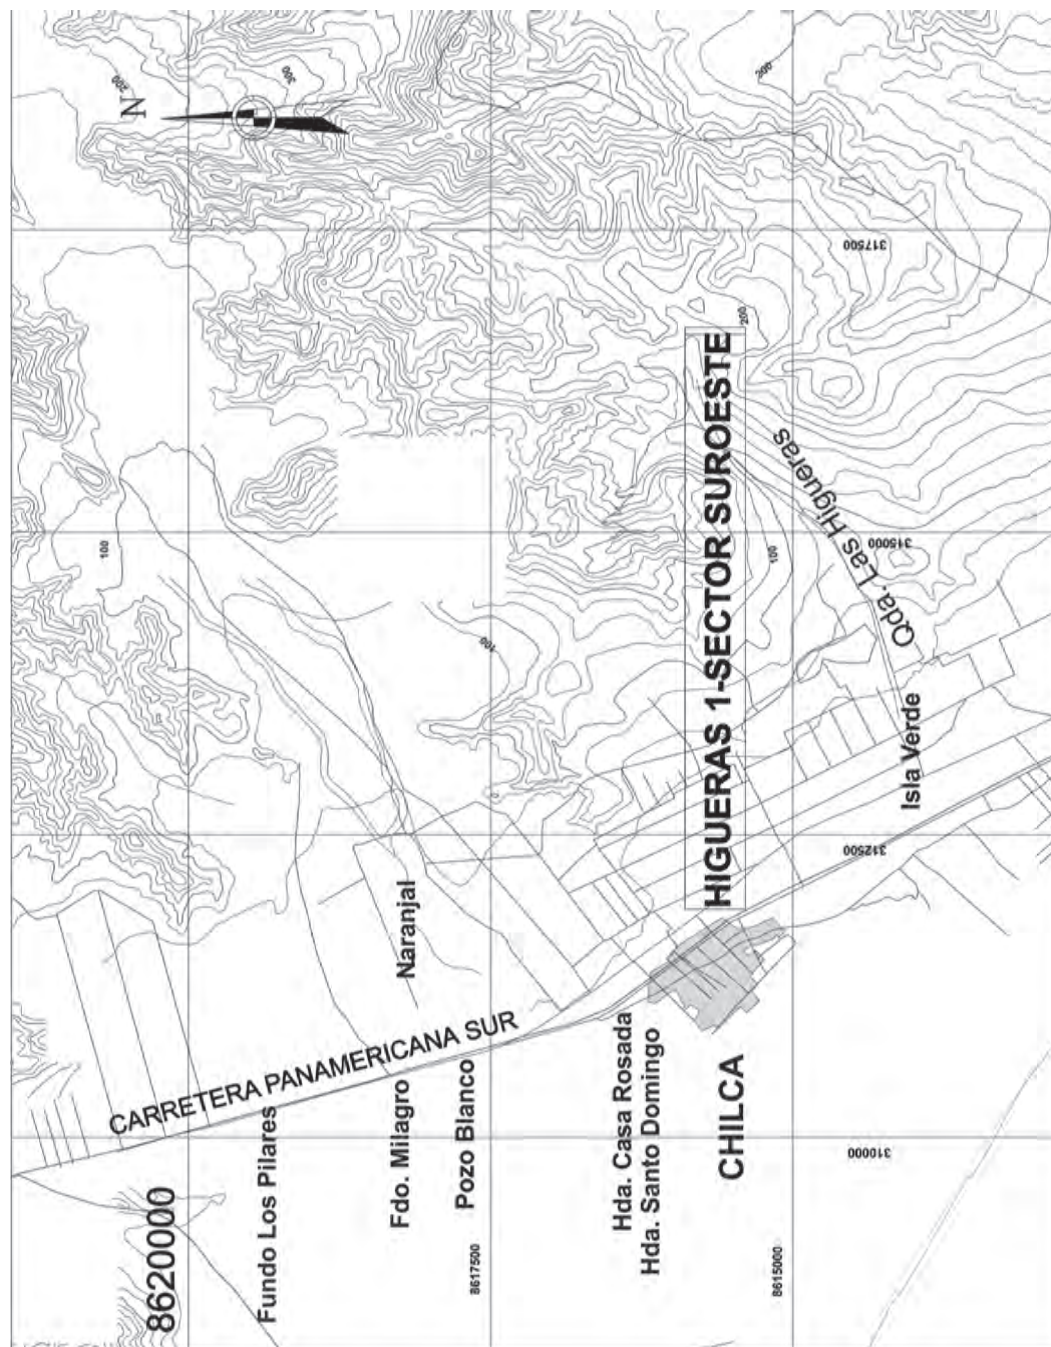 N
200
300
200
317500
200
HIGUERAS 1-SECTOR SUROESTE
Qda. Las Higueras
315000
100
100
100
Isla Verde
312500
Naranjal
CARRETERA PANAMERICANA SUR
Fundo Los Pilares
Fdo. Milagro
Pozo Blanco
Hda. Casa Rosada
Hda. Santo Domingo
CHILCA
310000
8620000
8617500
8615000